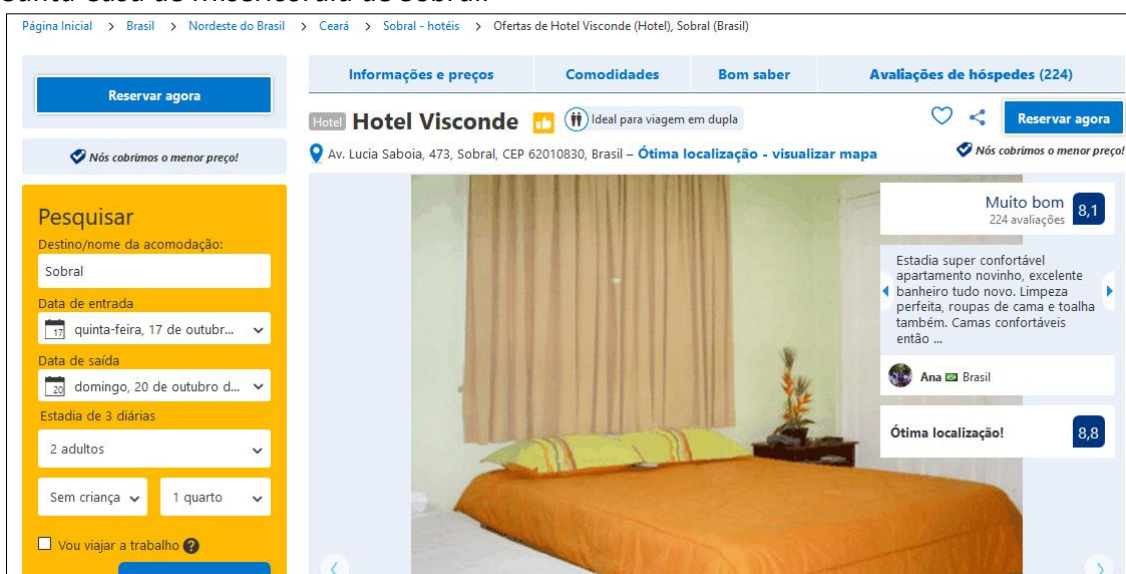 Santa Casa de Misericórdia de Sobral.
Página Inicial > Brasil > Nordeste do Brasil > Ceará > Sobral - hotéis > Ofertas de Hotel Visconde (Hotel), Sobral (Brasil)
Reservar agora
Nós cobrimos o menor preço!
Pesquisar
Destino/nome da acomodação:
Sobral
Data de entrada
17 quinta-feira, 17 de outubr...
Data de saída
20 domingo, 20 de outubro d...
Estadia de 3 diárias
2 adultos
Sem criança 1 quarto
Vou viajar a trabalho ?
Informações e preços Comodidades Bom saber Avaliações de hóspedes (224)
Hotel Hotel Visconde Ideal para viagem em dupla Reservar agora
Av. Lucia Saboia, 473, Sobral, CEP 62010830, Brasil – Ótima localização - visualizar mapa Nós cobrimos o menor preço!
Muito bom 8,1
224 avaliações
Estadia super confortável
apartamento novinho, excelente
banheiro tudo novo. Limpeza
perfeita, roupas de cama e toalha
também. Camas confortáveis
então ...
Ana Brasil
Ótima localização! 8,8